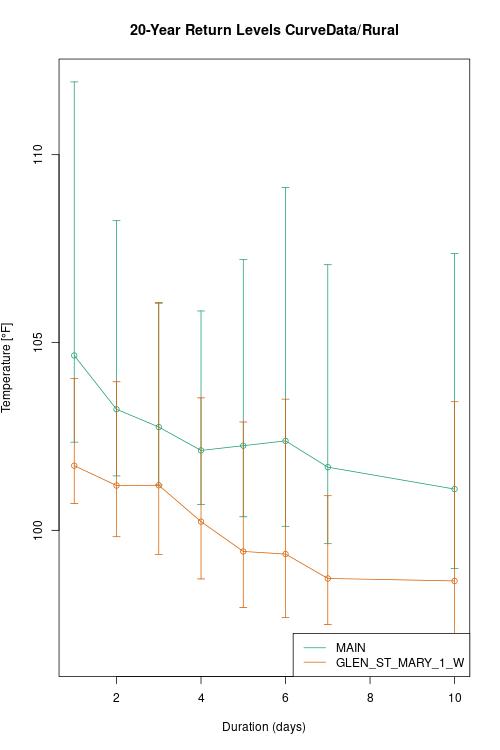 20-Year Return Levels CurveData/Rural
Temperature [°F]
110
105
100
2
4
6
8
10
Duration (days)
MAIN
GLEN_ST_MARY_1_W